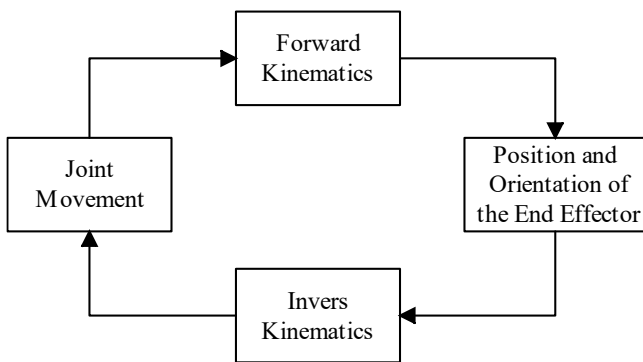 Forward
Kinematics
Joint
Movement
Position and
Orientation of
the End Effector
Invers
Kinematics